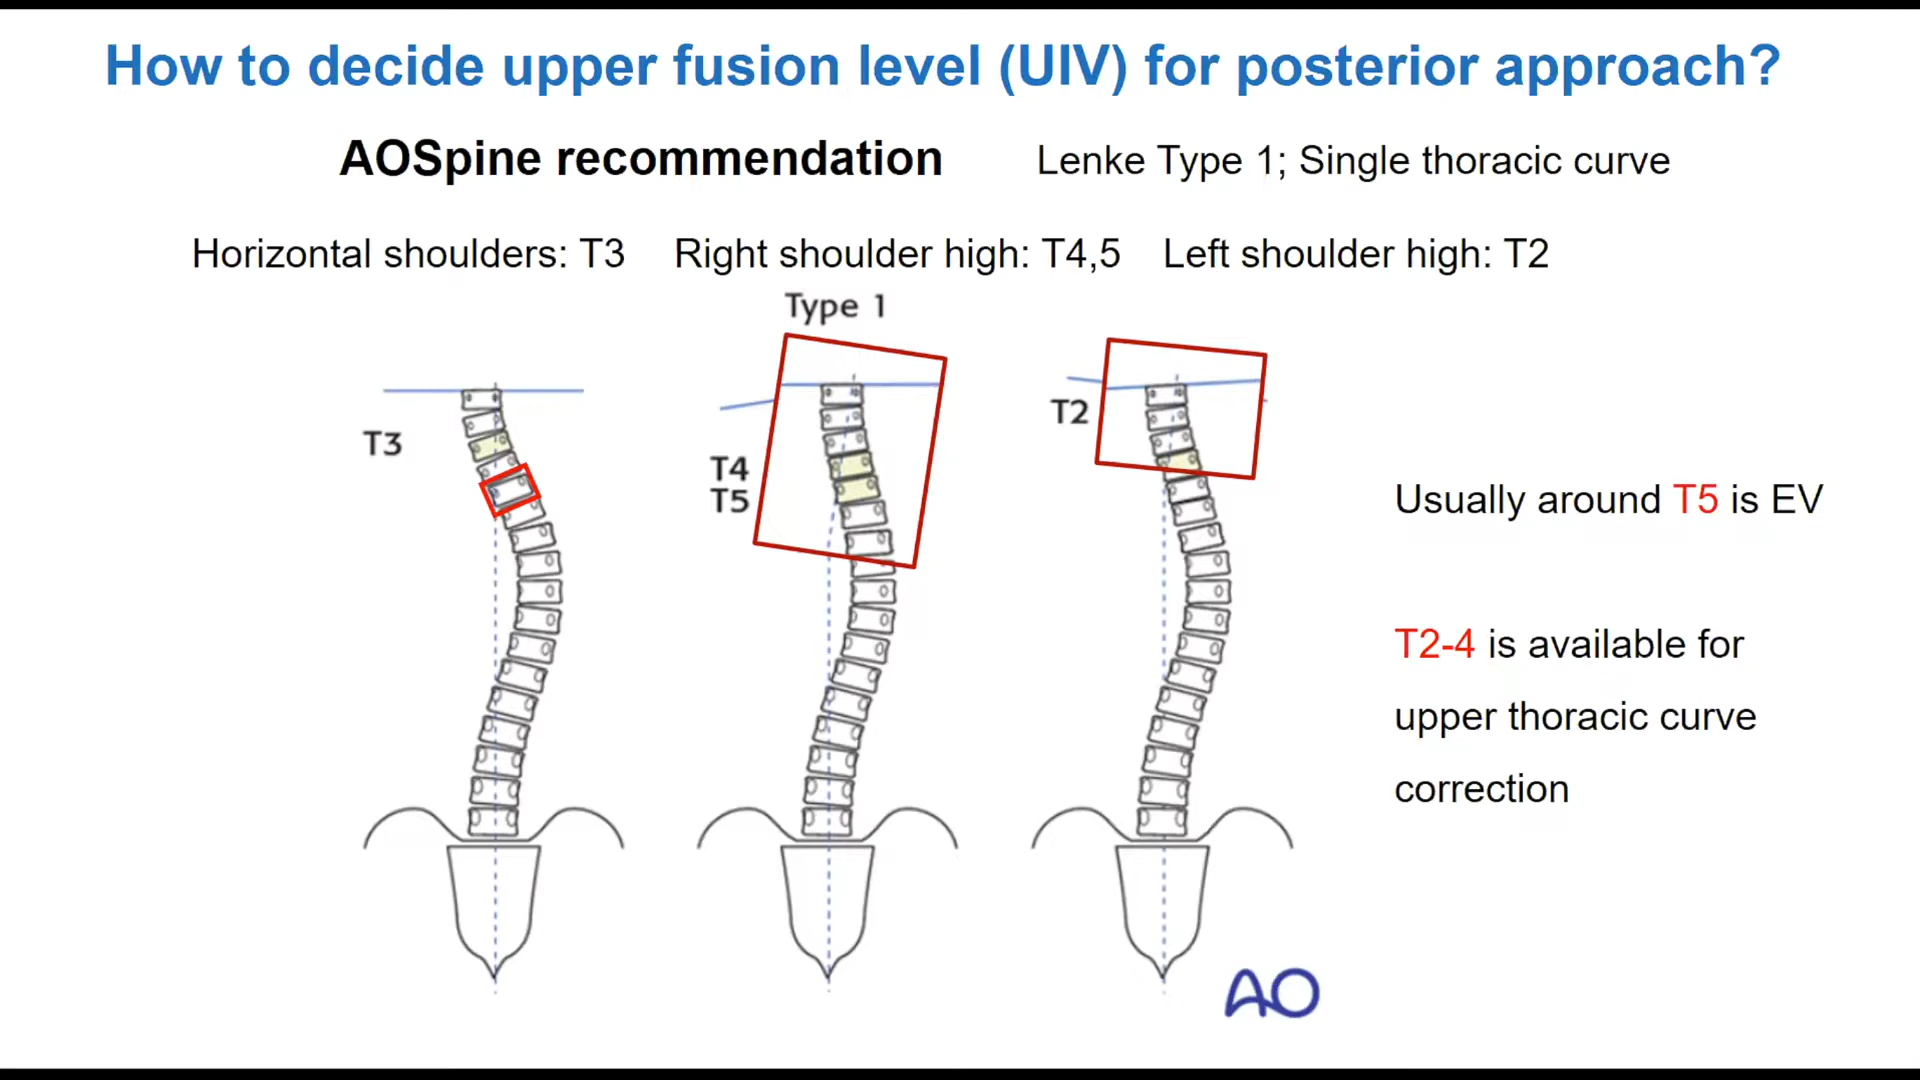 How to decide upper fusion level (UIV) for posterior approach?
AOSpine recommendation
Lenke Type 1; Single thoracic curve
Horizontal shoulders: T3
Right shoulder high: T4,5
Left shoulder high: T2
Type 1
T3
T4
T5
T2
Usually around T5 is EV
T2-4 is available for
upper thoracic curve
correction
AO